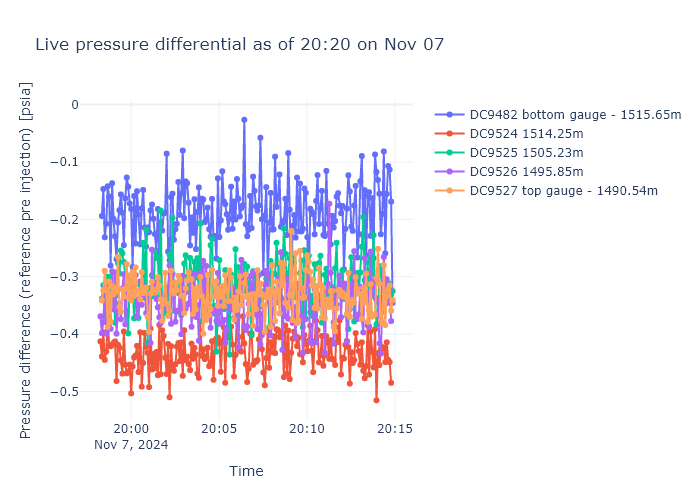 Live pressure differential as of 20:20 on Nov 07
Pressure difference (reference pre injection) [psia]
0
−0.1
−0.2
−0.3
−0.4
−0.5
20:00
Nov 7, 2024
20:05
20:10
20:15
Time
DC9482 bottom gauge - 1515.65m
DC9524 1514.25m
DC9525 1505.23m
DC9526 1495.85m
DC9527 top gauge - 1490.54m